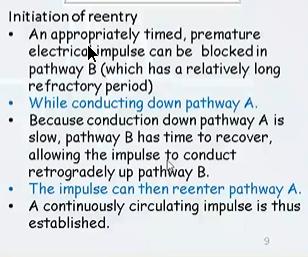 Initiation of reentry
• An appropriately timed, premature
electrical impulse can be blocked in
pathway B (which has a relatively long
refractory period)
• While conducting down pathway A.
• Because conduction down pathway A is
slow, pathway B has time to recover,
allowing the impulse to conduct
retrogradely up pathway B.
• The impulse can then reenter pathway A.
• A continuously circulating impulse is thus
established.
9